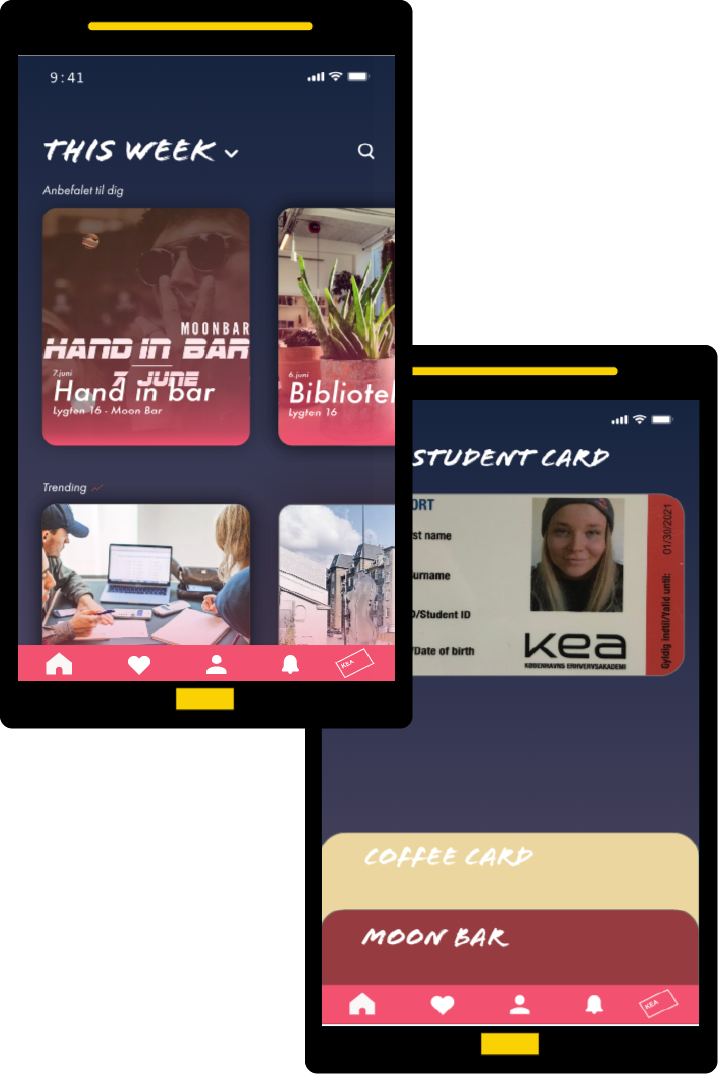 9:41
THIS WEEK
Anbefalet til dig
MOONBAR
HAND IN BAR
7 JUNE
7.juni
Hand in bar
Lygten 16 - Moon Bar
6.juni
Bibliotek
Lygten 16
Trending
KEA
STUDENT CARD
ORT
st name
urname
/Student ID
/Date of birth
kea
KØBENHAVNS ERHVERVSAKADEMI
Gyldig indtil/Valid until: 01/30/2021
COFFEE CARD
MOON BAR
KEA